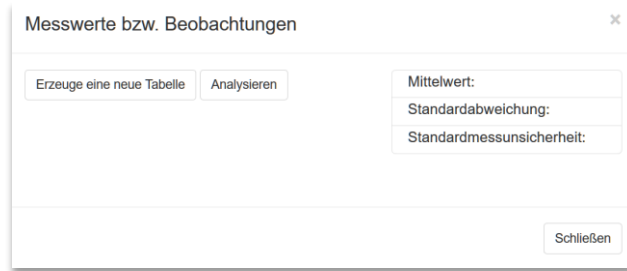 Messwerte bzw. Beobachtungen
×
Erzeuge eine neue Tabelle
Analysieren
Mittelwert:
Standardabweichung:
Standardmessunsicherheit:
Schließen